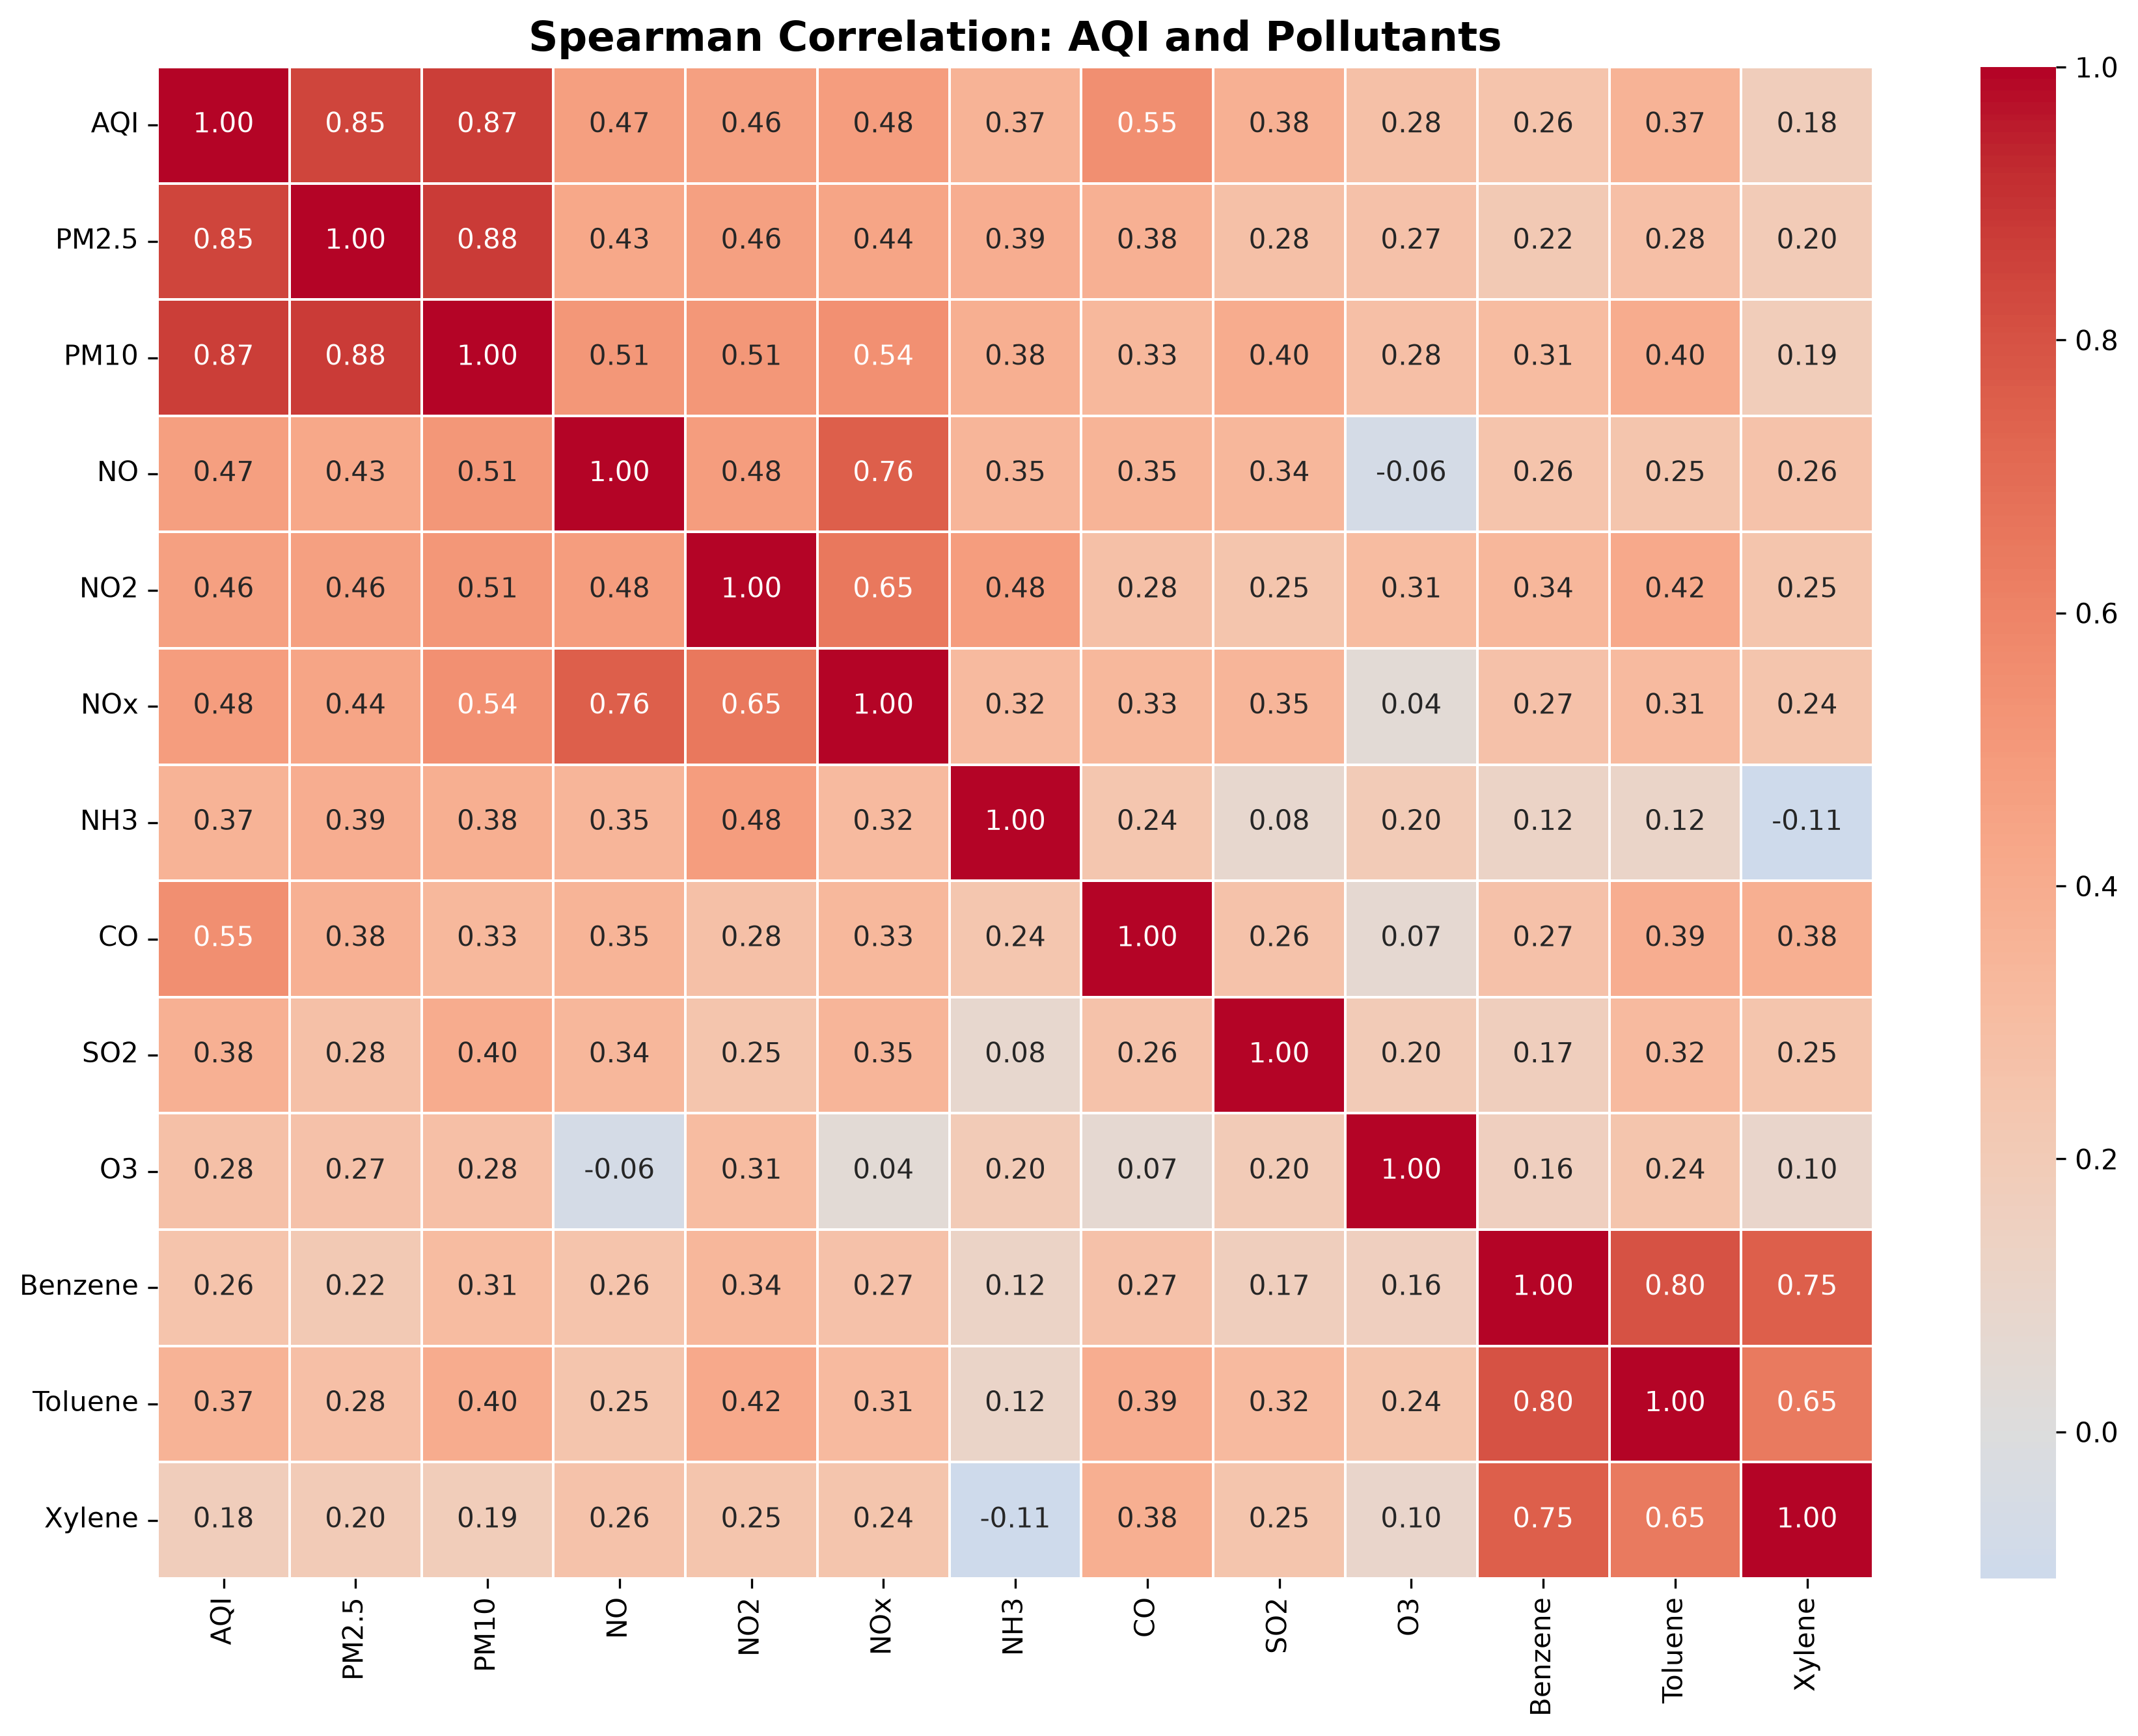 Spearman Correlation: AQI and Pollutants
AQI 1.00 0.85 0.87 0.47 0.46 0.48 0.37 0.55 0.38 0.28 0.26 0.37 0.18
PM2.5 0.85 1.00 0.88 0.43 0.46 0.44 0.39 0.38 0.28 0.27 0.22 0.28 0.20
PM10 0.87 0.88 1.00 0.51 0.51 0.54 0.38 0.33 0.40 0.28 0.31 0.40 0.19
NO 0.47 0.43 0.51 1.00 0.48 0.76 0.35 0.35 0.34 -0.06 0.26 0.25 0.26
NO2 0.46 0.46 0.51 0.48 1.00 0.65 0.48 0.28 0.25 0.31 0.34 0.42 0.25
NOx 0.48 0.44 0.54 0.76 0.65 1.00 0.32 0.33 0.35 0.04 0.27 0.31 0.24
NH3 0.37 0.39 0.38 0.35 0.48 0.32 1.00 0.24 0.08 0.20 0.12 0.12 -0.11
CO 0.55 0.38 0.33 0.35 0.28 0.33 0.24 1.00 0.26 0.07 0.27 0.39 0.38
SO2 0.38 0.28 0.40 0.34 0.25 0.35 0.08 0.26 1.00 0.20 0.17 0.32 0.25
O3 0.28 0.27 0.28 -0.06 0.31 0.04 0.20 0.07 0.20 1.00 0.16 0.24 0.10
Benzene 0.26 0.22 0.31 0.26 0.34 0.27 0.12 0.27 0.17 0.16 1.00 0.80 0.75
Toluene 0.37 0.28 0.40 0.25 0.42 0.31 0.12 0.39 0.32 0.24 0.80 1.00 0.65
Xylene 0.18 0.20 0.19 0.26 0.25 0.24 -0.11 0.38 0.25 0.10 0.75 0.65 1.00
AQI PM2.5 PM10 NO NO2 NOx NH3 CO SO2 O3 Benzene Toluene Xylene
1.0
0.8
0.6
0.4
0.2
0.0